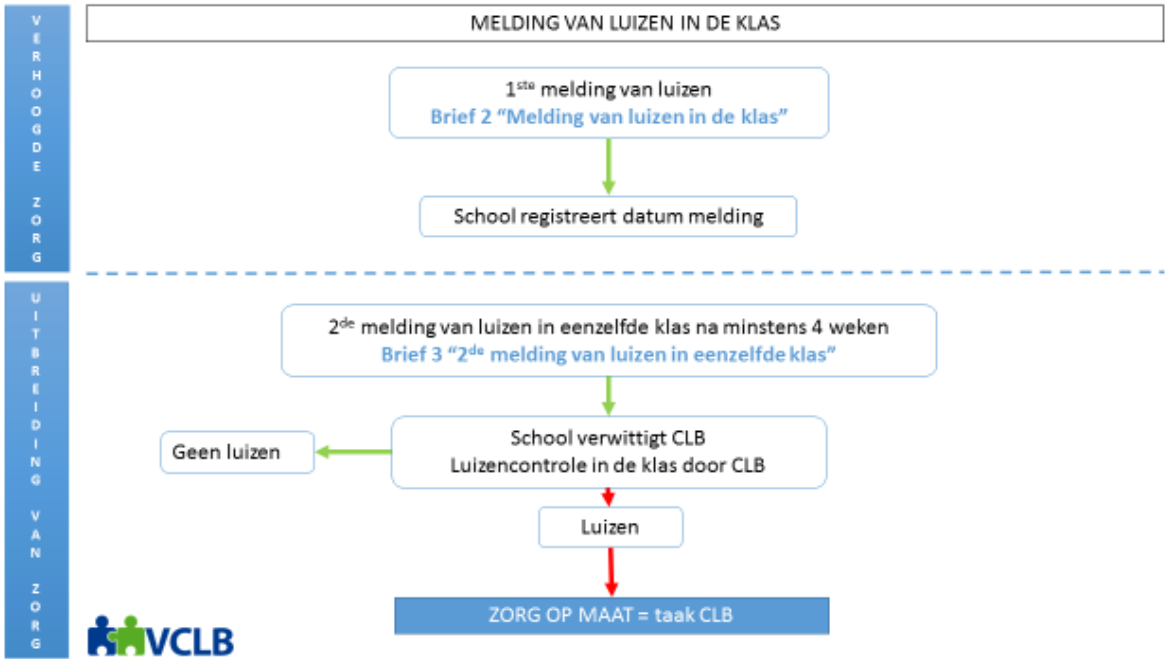 VERHOOGDE ZORG
MELDING VAN LUIZEN IN DE KLAS
1ste melding van luizen
Brief 2 “Melding van luizen in de klas”
School registreert datum melding
UITBREIDING VAN ZORG
2de melding van luizen in eenzelfde klas na minstens 4 weken
Brief 3 “2de melding van luizen in eenzelfde klas”
School verwittigt CLB
Luizencontrole in de klas door CLB
Geen luizen
Luizen
ZORG OP MAAT = taak CLB
VCLB